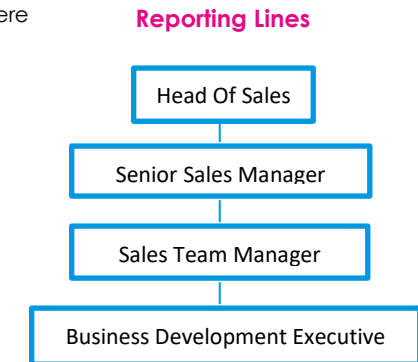 ere
Reporting Lines
Head Of Sales
Senior Sales Manager
Sales Team Manager
Business Development Executive